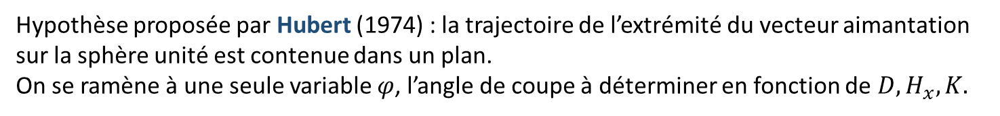 Hypothèse proposée par Hubert (1974) : la trajectoire de l’extrémité du vecteur aimantation
sur la sphère unité est contenue dans un plan.
On se ramène à une seule variable φ, l’angle de coupe à déterminer en fonction de D, Hₓ, K.